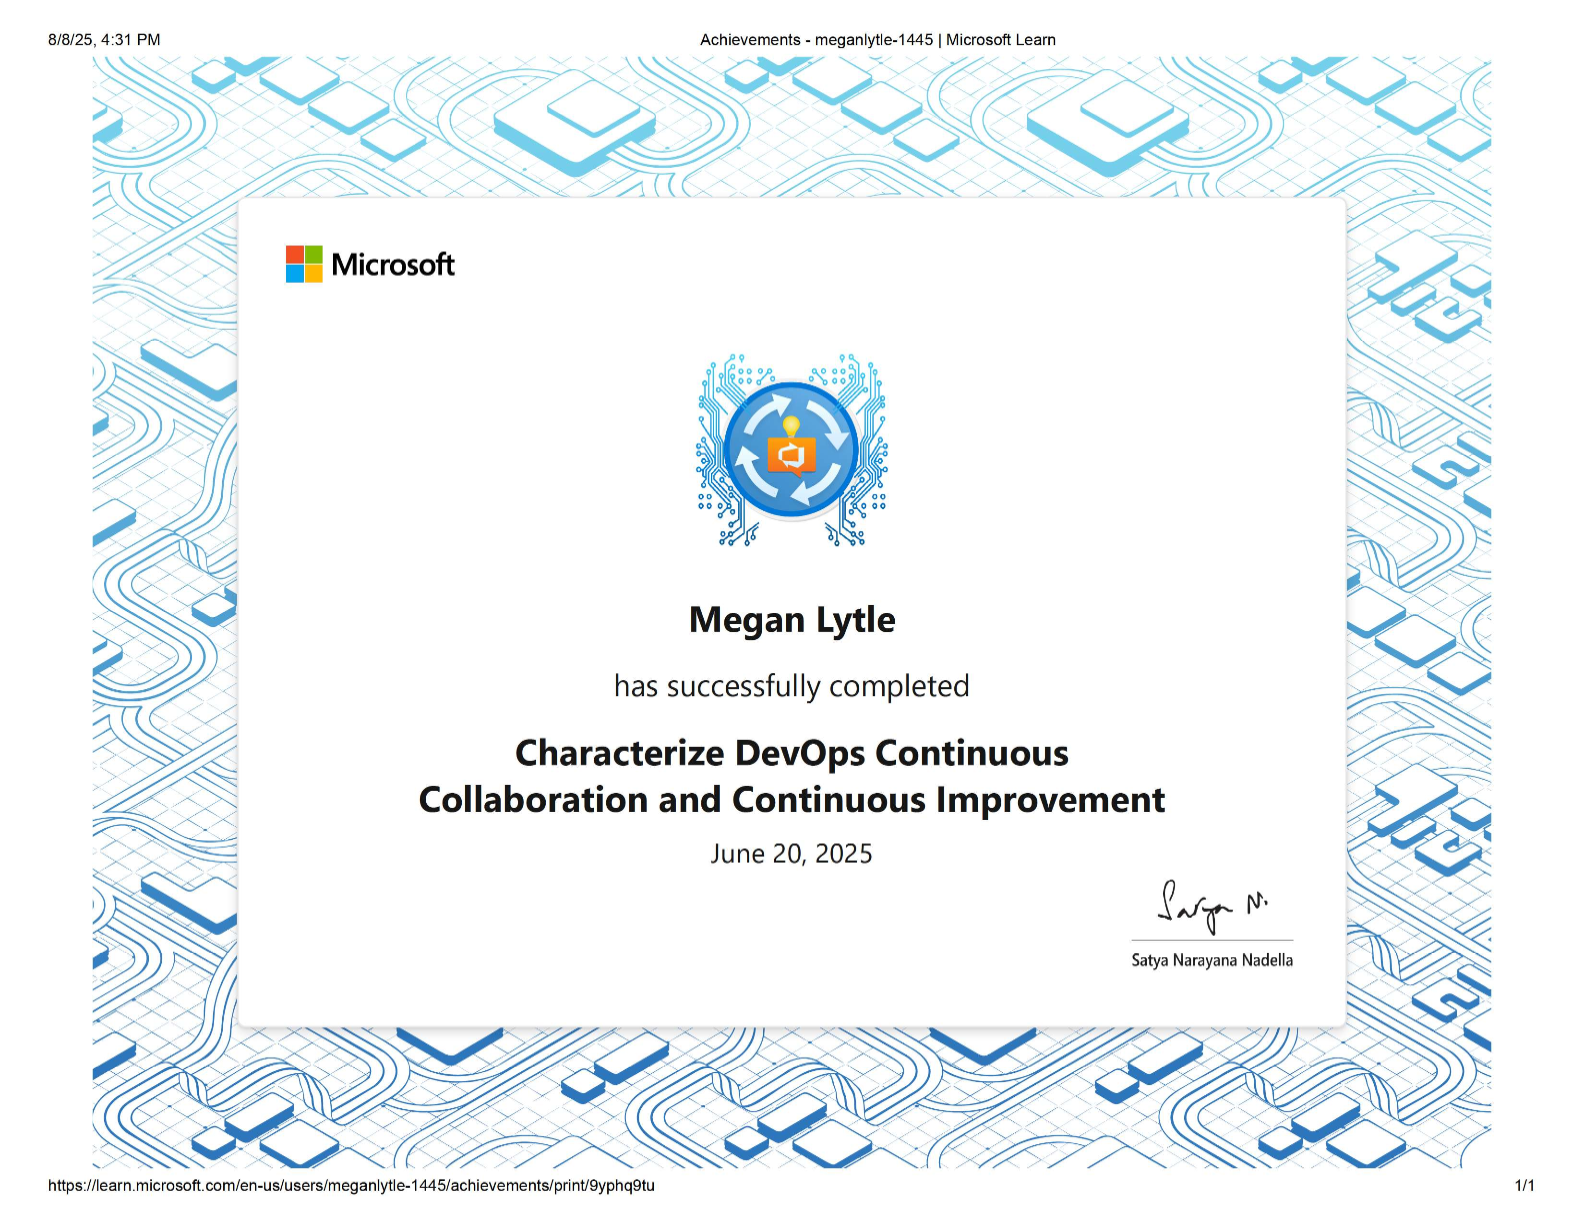 8/8/25, 4:31 PM
Achievements - meganlytle-1445 | Microsoft Learn
Microsoft
Megan Lytle
has successfully completed
Characterize DevOps Continuous
Collaboration and Continuous Improvement
June 20, 2025
Satya N.
Satya Narayana Nadella
https://learn.microsoft.com/en-us/users/meganlytle-1445/achievements/print/9yphq9tu
1/1